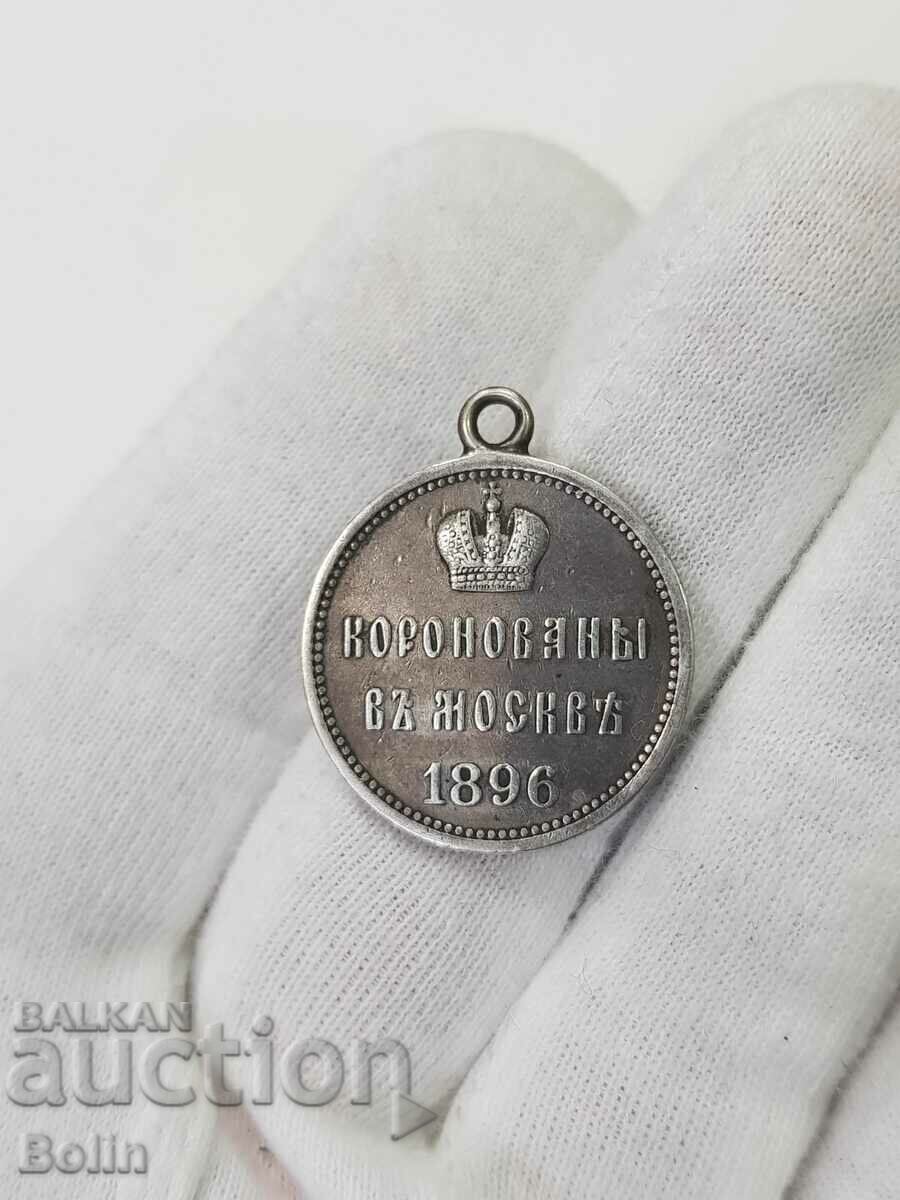 КОРОНОВАНЫ
ВЪ МОСКВѢ
1896
BALKAN
auction
Bolin